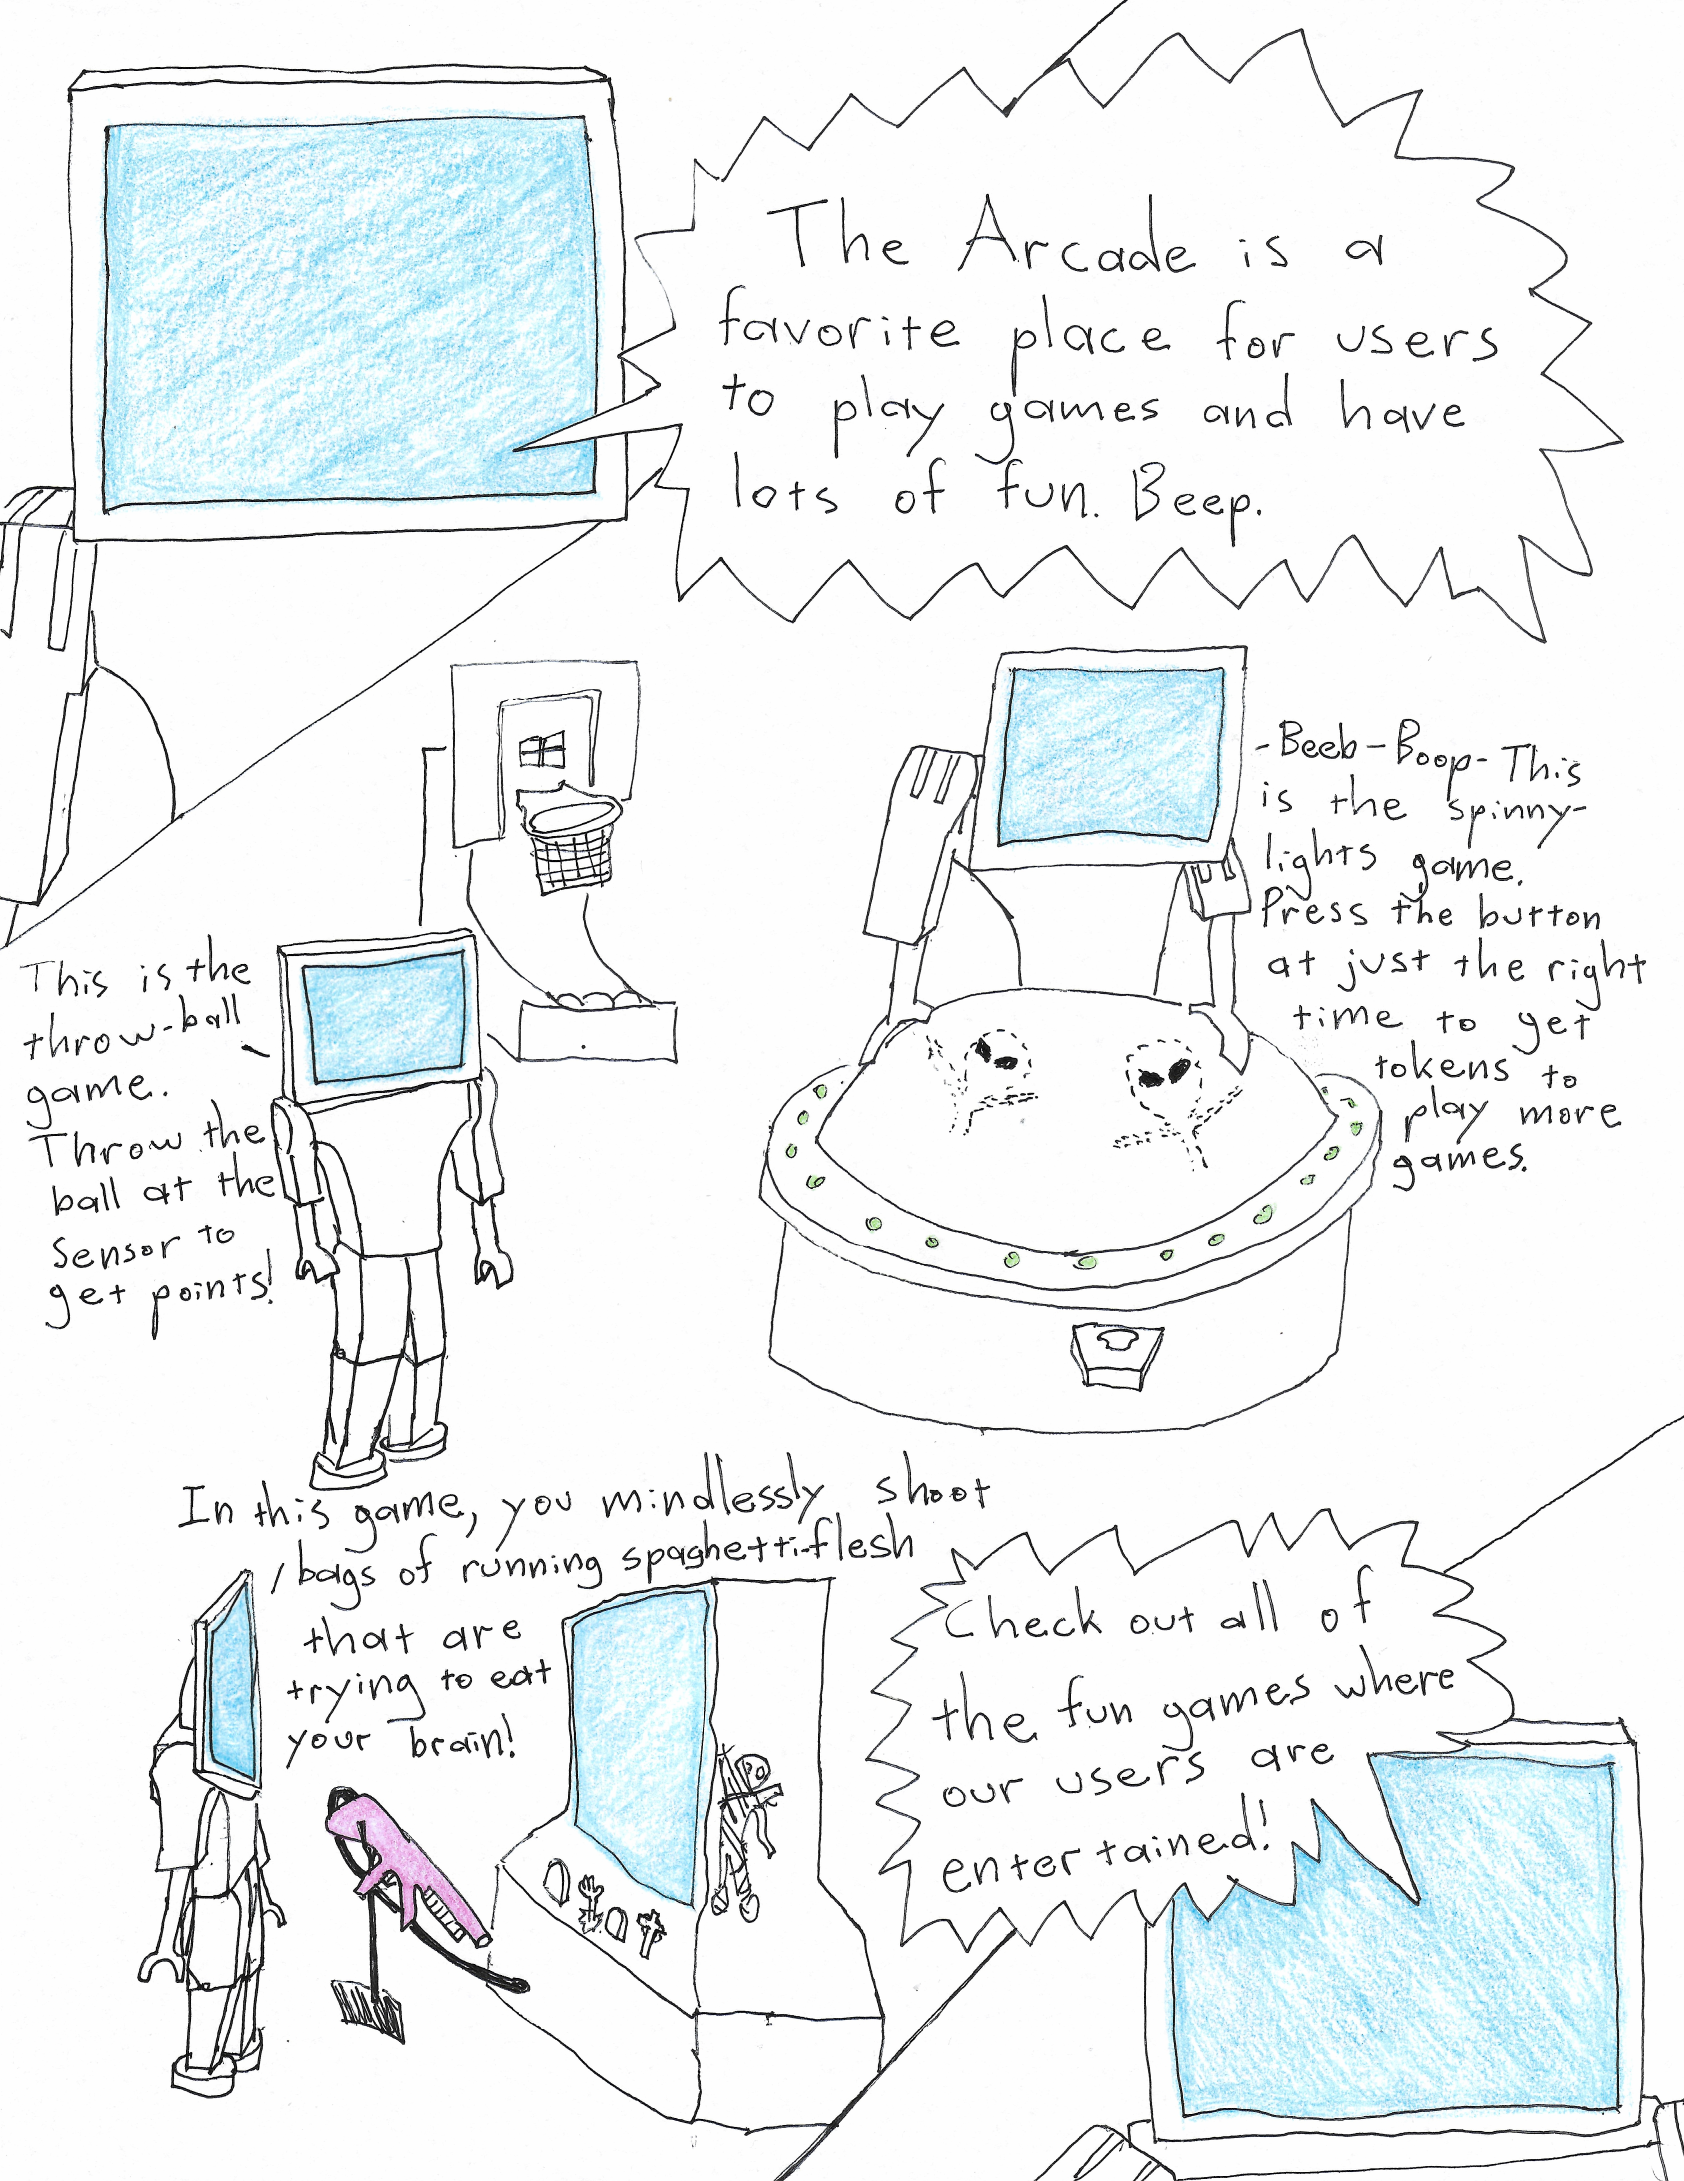 The Arcade is a
favorite place for users
to play games and have
lots of fun. Beep.
-Beeb-Boop- This
is the spinny-
lights game.
Press the button
at just the right
time to get
tokens to
play more
games.
This is the
throw-ball
game.
Throw the
ball at the
sensor to
get points!
In this game, you mindlessly shoot
bags of running spaghetti-flesh
that are
trying to eat
your brain!
Check out all of
the fun games where
our users are
entertained!